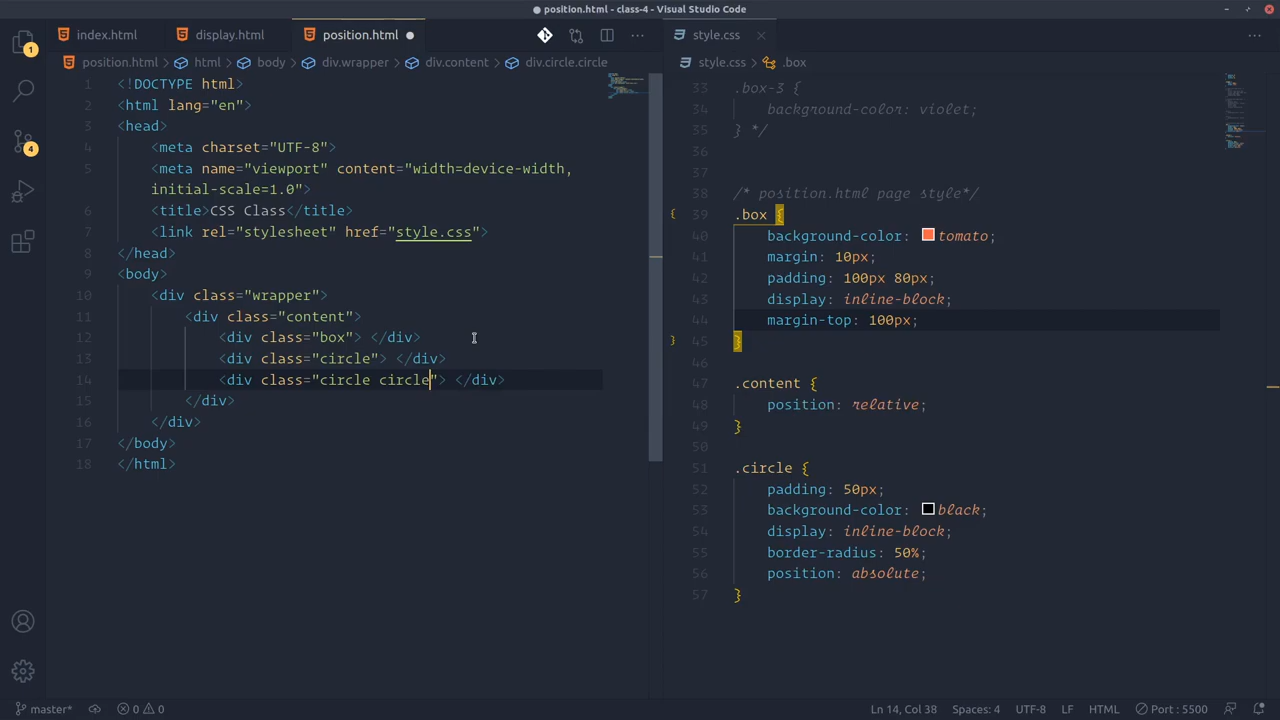 position.html - class-4 - Visual Studio Code
index.html display.html position.html
style.css
position.html html body div.wrapper div.content div.circle.circle
style.css .box
1 <!DOCTYPE html>
2 <html lang="en">
3 <head>
4 <meta charset="UTF-8">
5 <meta name="viewport" content="width=device-width,
initial-scale=1.0">
6 <title>CSS Class</title>
7 <link rel="stylesheet" href="style.css">
8 </head>
9 <body>
10 <div class="wrapper">
11 <div class="content">
12 <div class="box"> </div>
13 <div class="circle"> </div>
14 <div class="circle circle"> </div>
15 </div>
16 </div>
17 </body>
18 </html>
33 .box-3 {
34 background-color: violet;
35 } */
36
37
38 /* position.html page style*/
39 .box {
40 background-color: tomato;
41 margin: 10px;
42 padding: 100px 80px;
43 display: inline-block;
44 margin-top: 100px;
45 }
46
47 .content {
48 position: relative;
49 }
50
51 .circle {
52 padding: 50px;
53 background-color: black;
54 display: inline-block;
55 border-radius: 50%;
56 position: absolute;
57 }
1
4
master* 0 0 Ln 14, Col 38 Spaces: 4 UTF-8 LF HTML Port : 5500